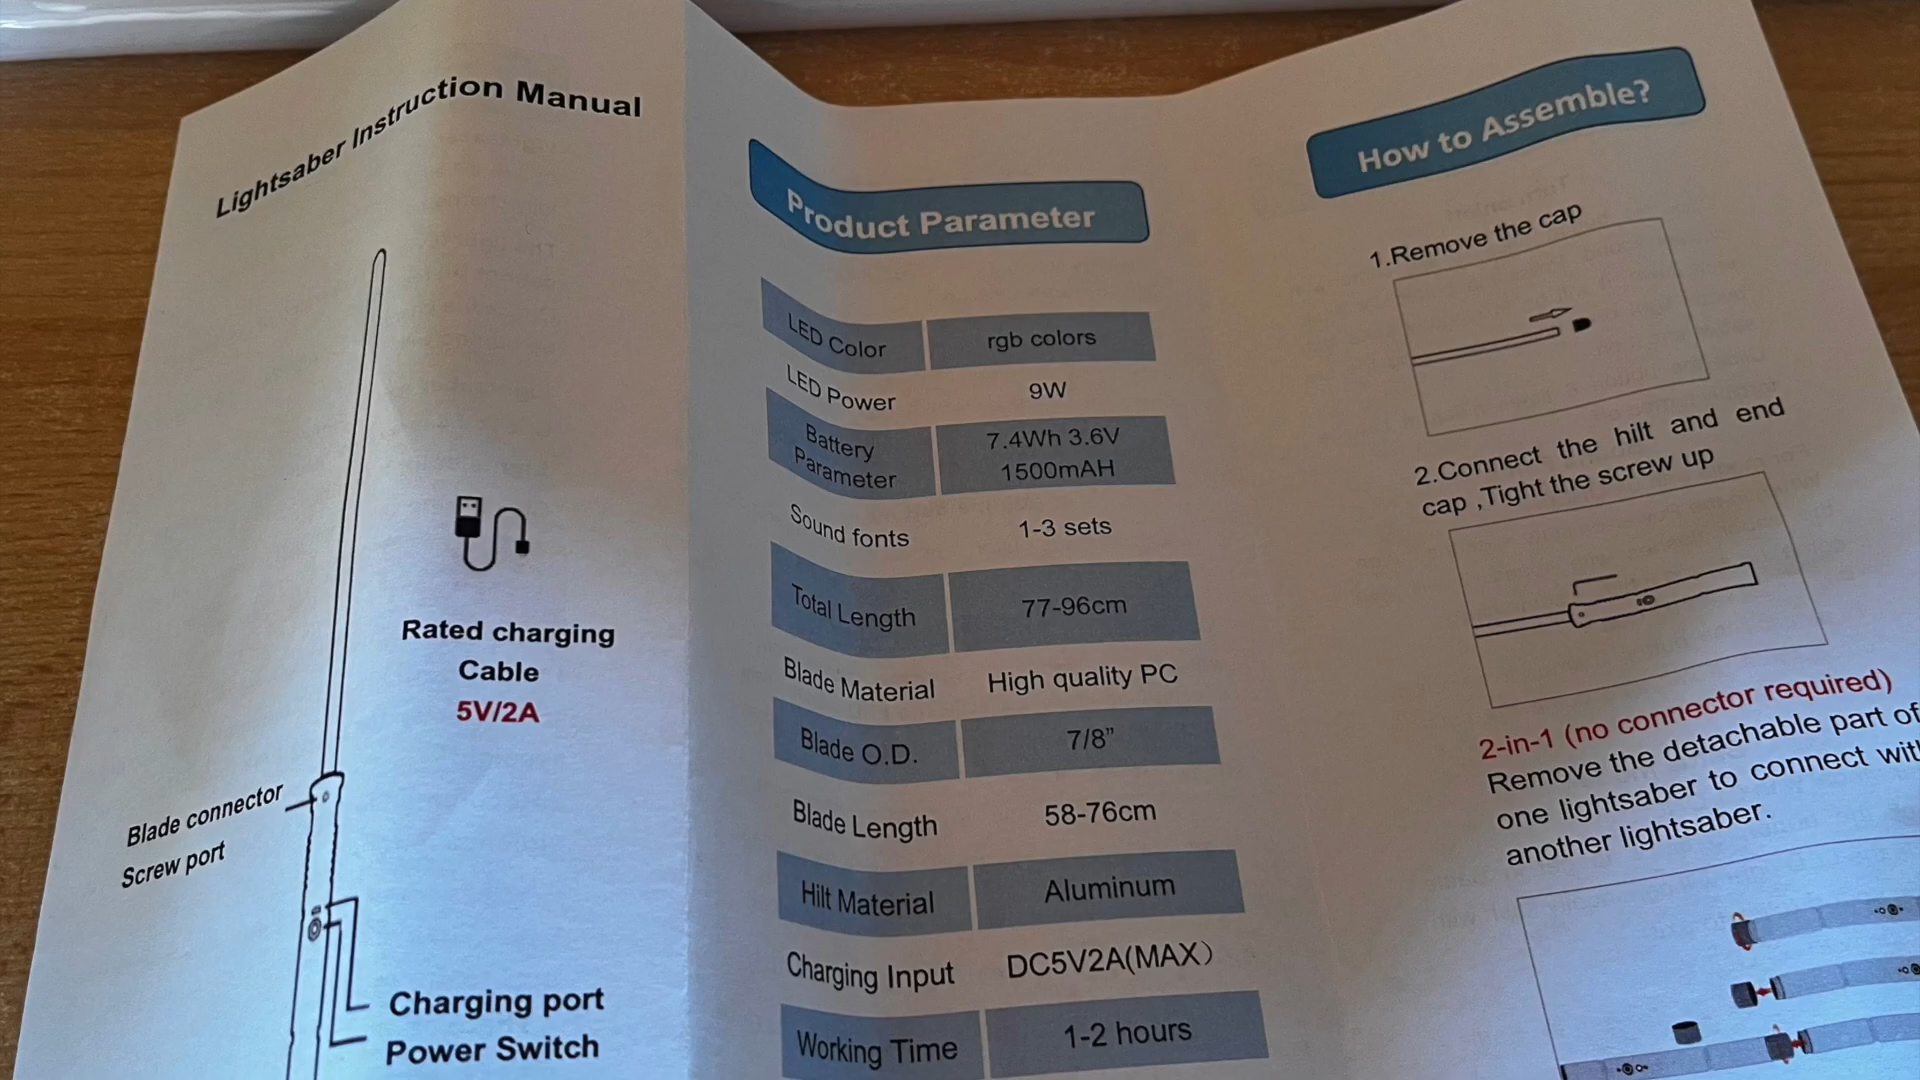 Lightsaber Instruction Manual
Rated charging
Cable
5V/2A
Blade connector
Screw port
Charging port
Power Switch
Product Parameter
LED Color rgb colors
LED Power 9W
Battery Parameter 7.4Wh 3.6V
1500mAH
Sound fonts 1-3 sets
Total Length 77-96cm
Blade Material High quality PC
Blade O.D. 7/8”
Blade Length 58-76cm
Hilt Material Aluminum
Charging Input DC5V2A(MAX）
Working Time 1-2 hours
How to Assemble?
1.Remove the cap
2.Connect the hilt and end
cap ,Tight the screw up
2-in-1 (no connector required)
Remove the detachable part of
one lightsaber to connect with
another lightsaber.